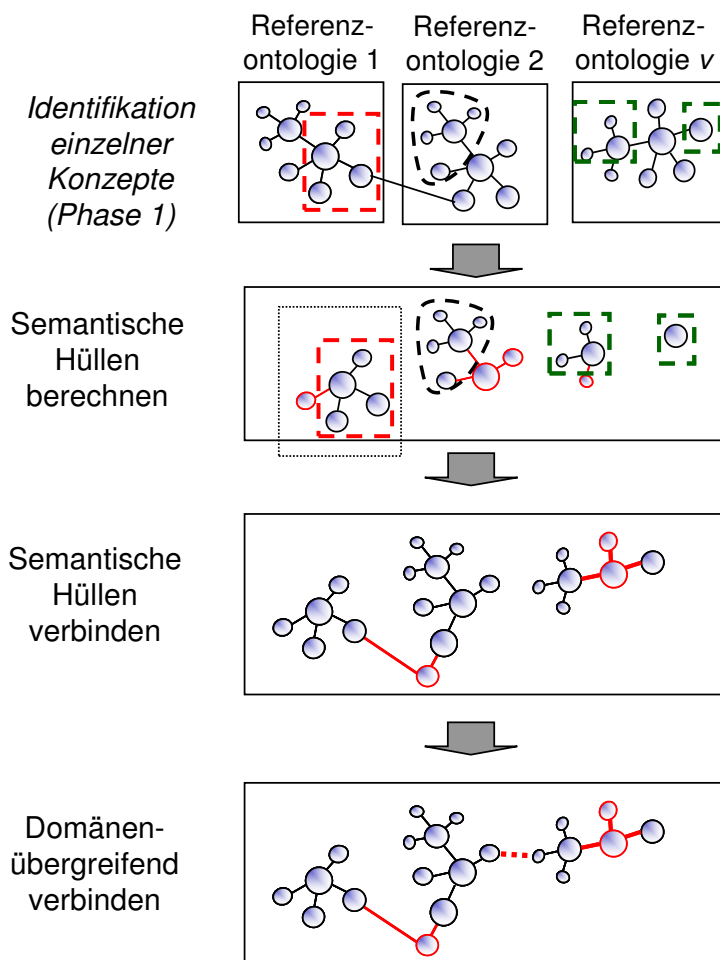 Referenz-
ontologie 1
Referenz-
ontologie 2
Referenz-
ontologie v
Identifikation
einzelner
Konzepte
(Phase 1)
Semantische
Hüllen
berechnen
Semantische
Hüllen
verbinden
Domänen-
übergreifend
verbinden